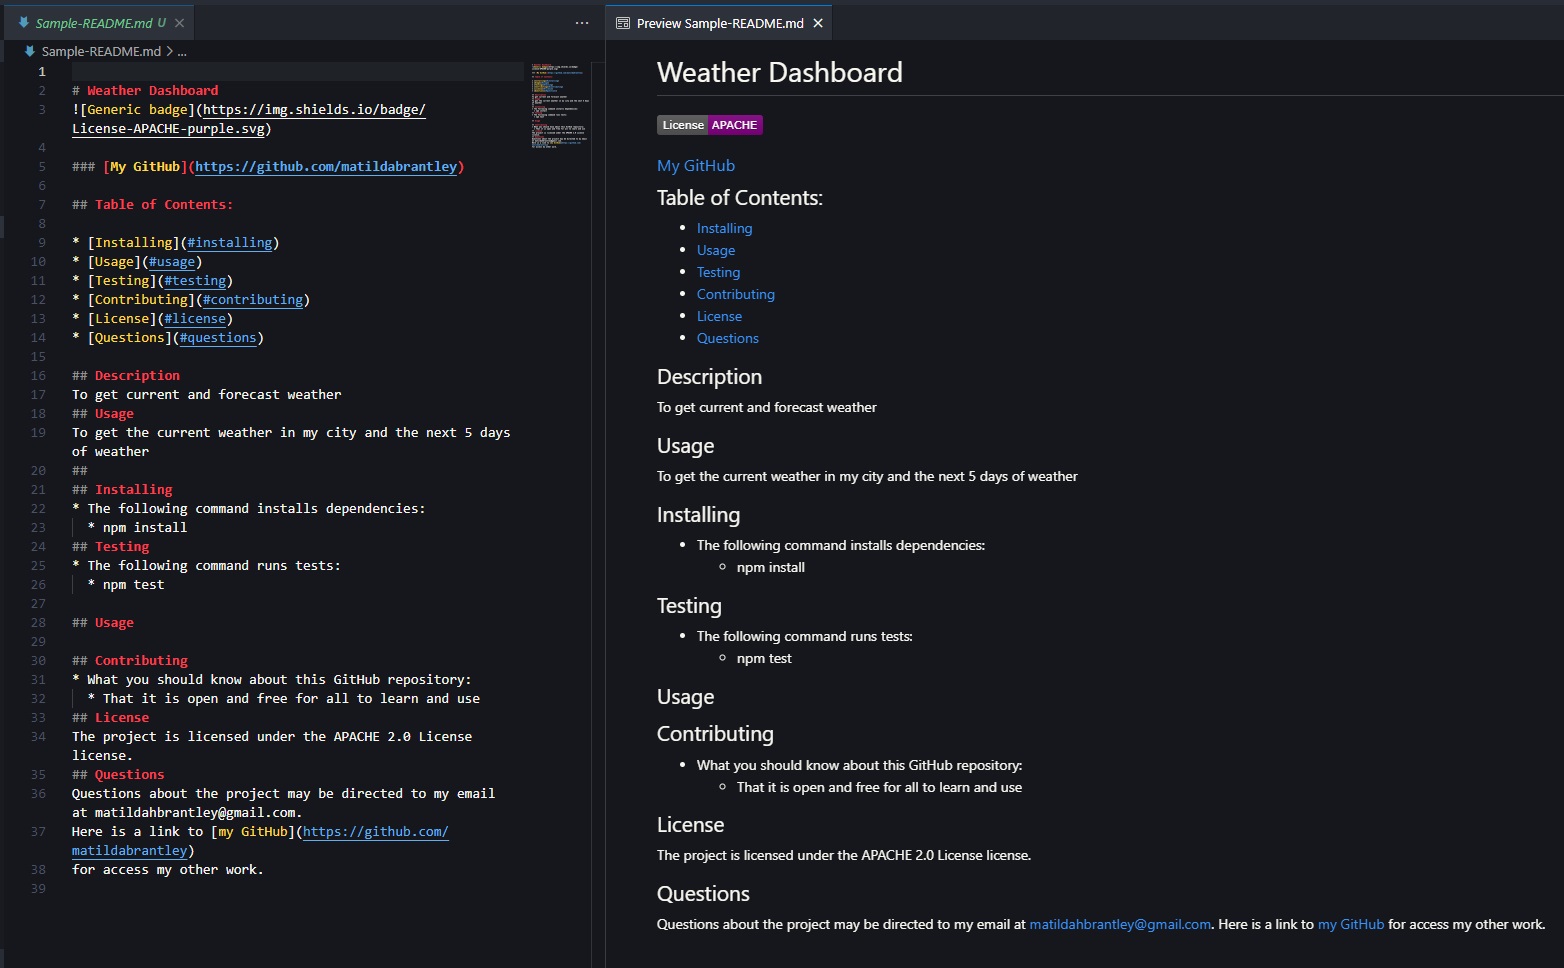 Sample-README.md U
Sample-README.md > ...
1
2 # Weather Dashboard
3 ![Generic badge](https://img.shields.io/badge/
License-APACHE-purple.svg)
4
5 ### [My GitHub](https://github.com/matildabrantley)
6
7 ## Table of Contents:
8
9 * [Installing](#installing)
10 * [Usage](#usage)
11 * [Testing](#testing)
12 * [Contributing](#contributing)
13 * [License](#license)
14 * [Questions](#questions)
15
16 ## Description
17 To get current and forecast weather
18 ## Usage
19 To get the current weather in my city and the next 5 days
of weather
20 ##
21 ## Installing
22 * The following command installs dependencies:
23 * npm install
24 ## Testing
25 * The following command runs tests:
26 * npm test
27
28 ## Usage
29
30 ## Contributing
31 * What you should know about this GitHub repository:
32 * That it is open and free for all to learn and use
33 ## License
34 The project is licensed under the APACHE 2.0 License
license.
35 ## Questions
36 Questions about the project may be directed to my email
at matildahbrantley@gmail.com.
37 Here is a link to [my GitHub](https://github.com/
matildabrantley)
38 for access my other work.
39
Preview Sample-README.md
Weather Dashboard
License APACHE
My GitHub
Table of Contents:
Installing
Usage
Testing
Contributing
License
Questions
Description
To get current and forecast weather
Usage
To get the current weather in my city and the next 5 days of weather
Installing
The following command installs dependencies:
npm install
Testing
The following command runs tests:
npm test
Usage
Contributing
What you should know about this GitHub repository:
That it is open and free for all to learn and use
License
The project is licensed under the APACHE 2.0 License license.
Questions
Questions about the project may be directed to my email at matildahbrantley@gmail.com. Here is a link to my GitHub for access my other work.